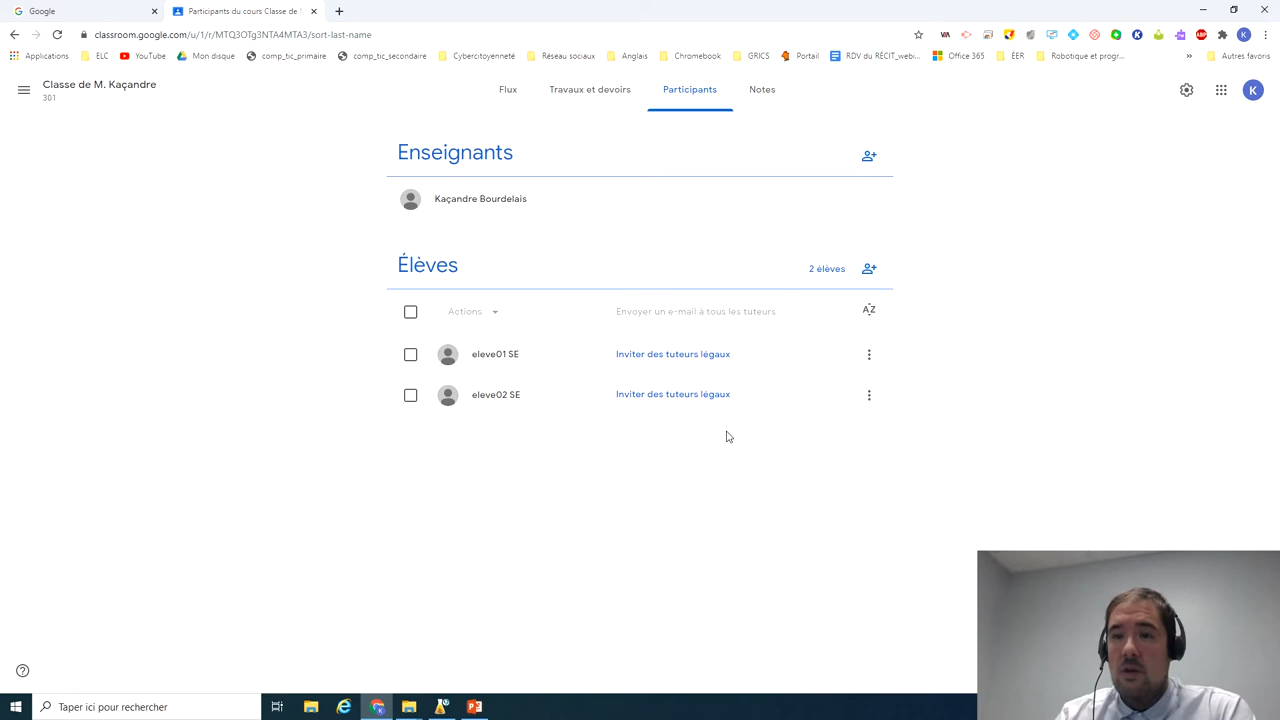 Google
Participants du cours Classe de
classroom.google.com/u/1/r/MTQ3OTg3NTA4MTA3/sort-last-name
Applications ELC YouTube Mon disque comp_tic_primaire comp_tic_secondaire Cybercitoyenneté Réseau sociaux Anglais Chromebook GRICS Portail RDV du RÉCIT_web... Office 365 ÉER Robotique et progr... » Autres favoris
Classe de M. Kaçandre
301
Flux Travaux et devoirs Participants Notes
K
Enseignants
Kaçandre Bourdelais
Élèves
2 élèves
Actions Envoyer un e-mail à tous les tuteurs AZ
eleve01 SE Inviter des tuteurs légaux
eleve02 SE Inviter des tuteurs légaux
Taper ici pour rechercher